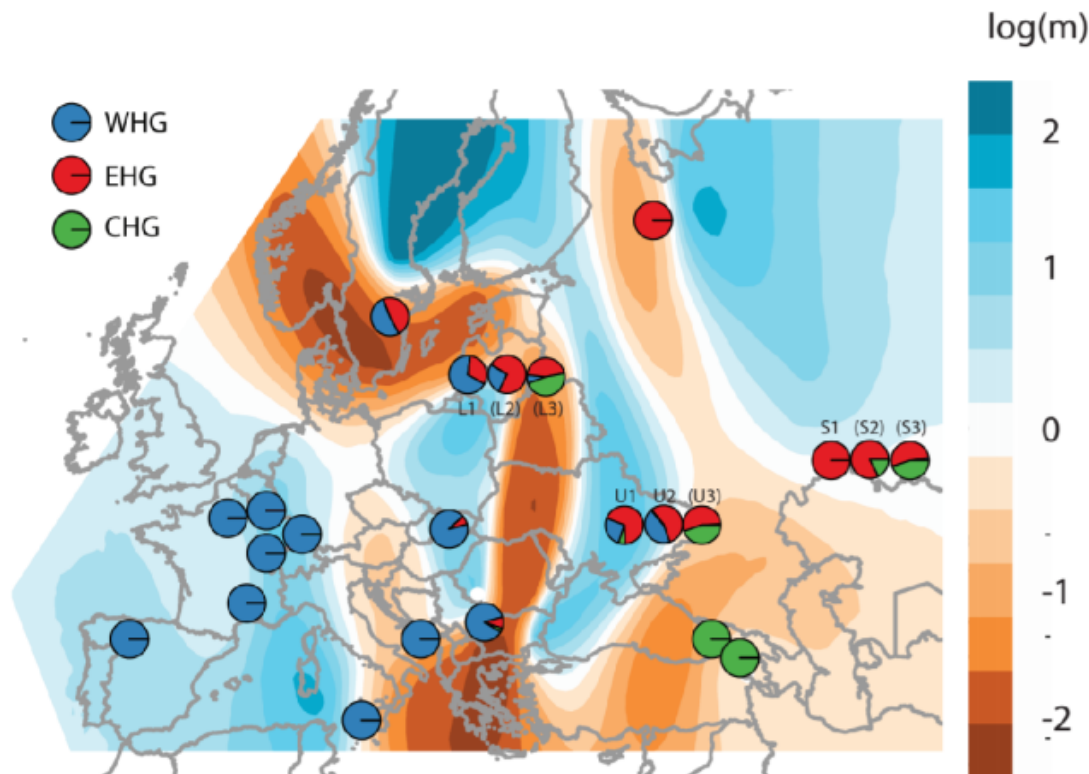 log(m)
WHG
EHG
CHG
2
1
0
-1
-2
L1 (L2) (L3)
S1 (S2) (S3)
U1 U2 (U3)